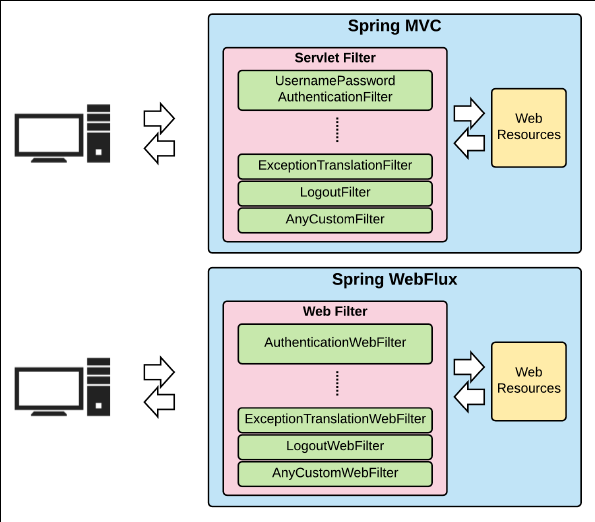 Spring MVC
Servlet Filter
UsernamePassword
AuthenticationFilter
ExceptionTranslationFilter
LogoutFilter
AnyCustomFilter
Web
Resources
Spring WebFlux
Web Filter
AuthenticationWebFilter
ExceptionTranslationWebFilter
LogoutWebFilter
AnyCustomWebFilter
Web
Resources